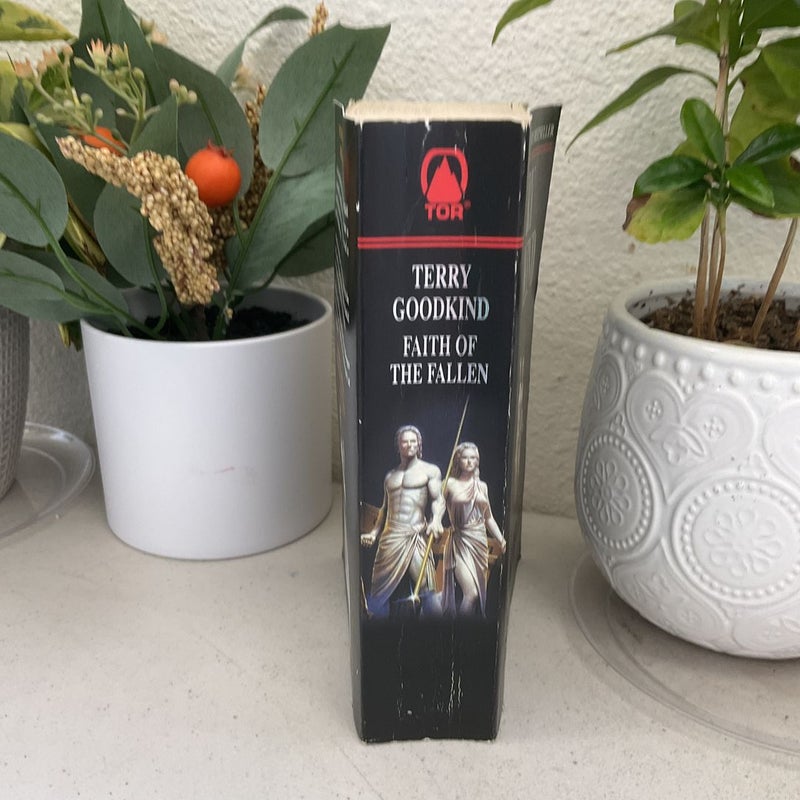 TOR®
TERRY
GOODKIND
FAITH OF
THE FALLEN